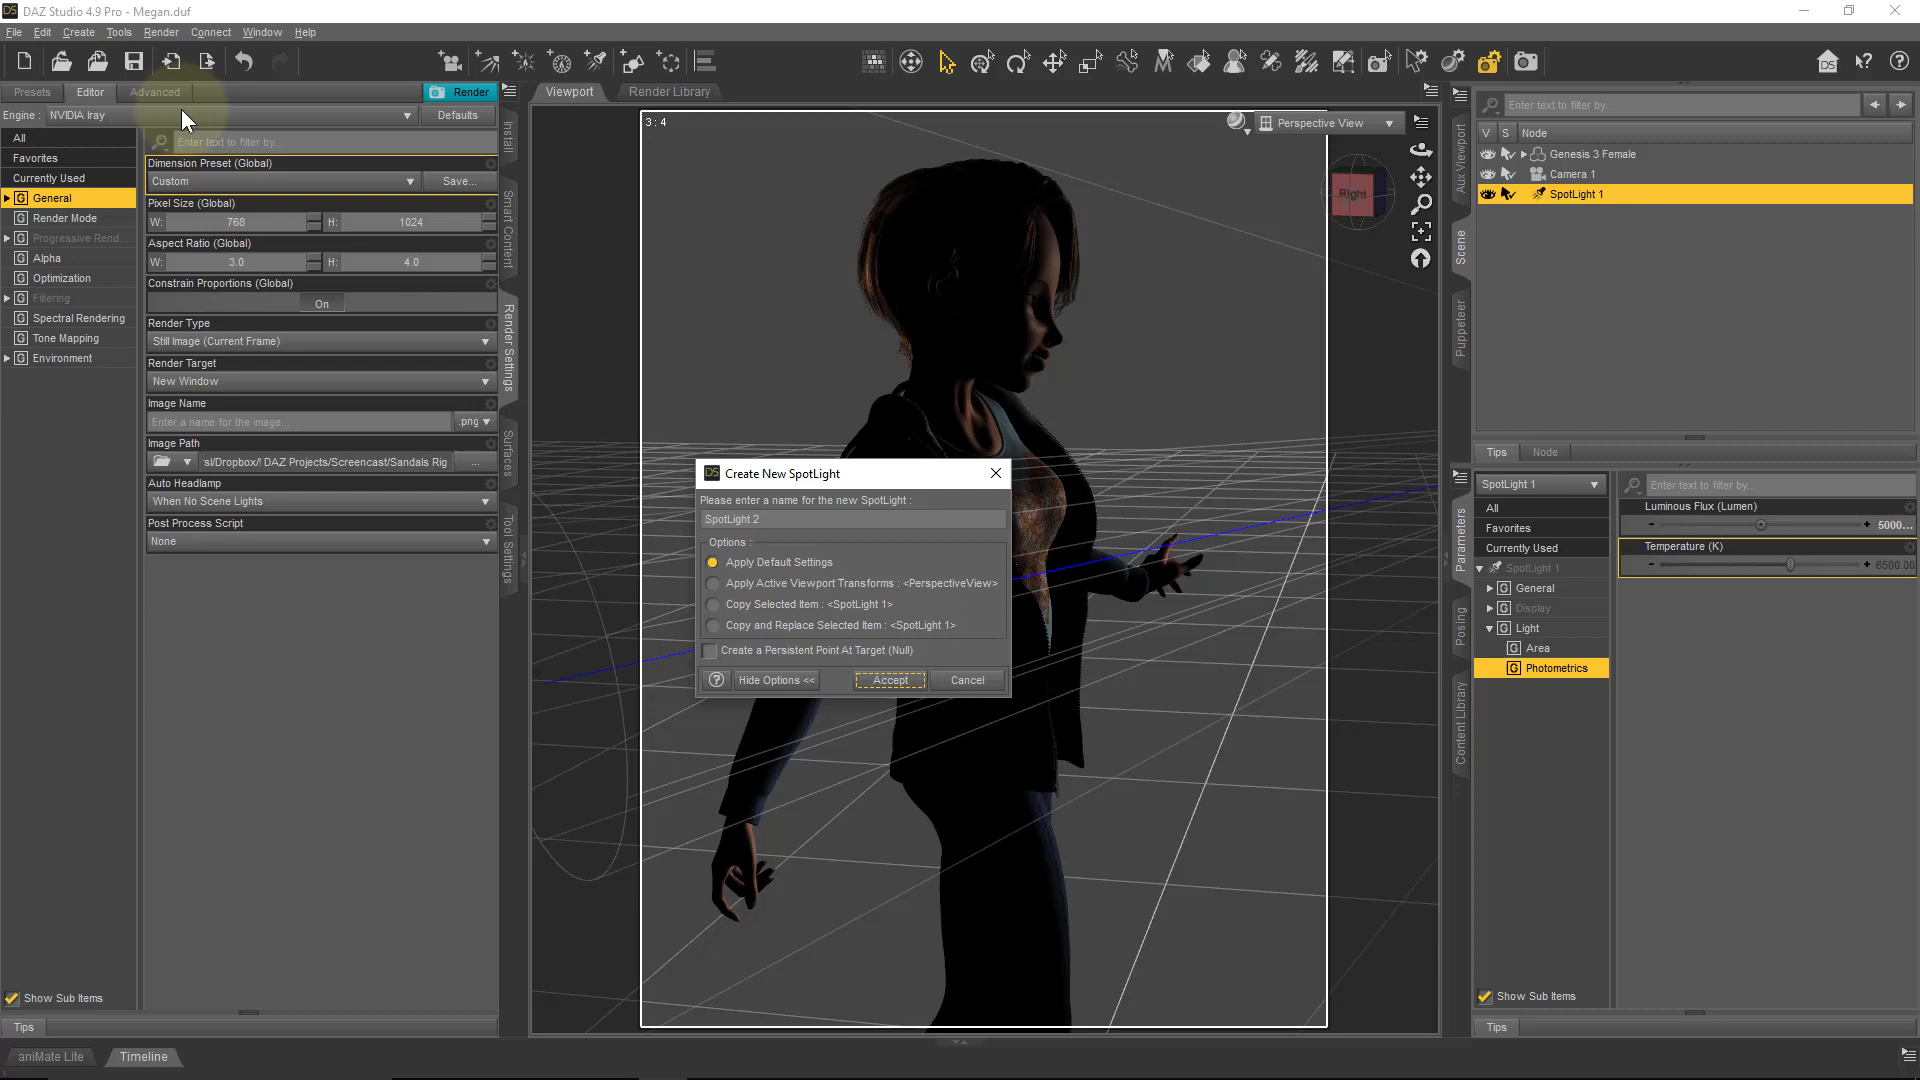 DAZ Studio 4.9 Pro - Megan.duf
File Edit Create Tools Render Connect Window Help
Presets Editor Advanced Render
Engine : NVIDIA Iray Defaults
All
Favorites
Currently Used
General
Render Mode
Progressive Rend...
Alpha
Optimization
Filtering
Spectral Rendering
Tone Mapping
Environment
Show Sub Items
Tips
Enter text to filter by...
Dimension Preset (Global)
Custom Save...
Pixel Size (Global)
W: 768 H: 1024
Aspect Ratio (Global)
W: 3.0 H: 4.0
Constrain Proportions (Global)
On
Render Type
Still Image (Current Frame)
Render Target
New Window
Image Name
Enter a name for the image... .png
Image Path
sl/Dropbox/! DAZ Projects/Screencast/Sandals Rig ...
Auto Headlamp
When No Scene Lights
Post Process Script
None
Install
Smart Content
Render Settings
Surfaces
Tool Settings
Viewport Render Library
3 : 4
Perspective View
Right
Create New SpotLight
Please enter a name for the new SpotLight :
SpotLight 2
Options :
Apply Default Settings
Apply Active Viewport Transforms : <PerspectiveView>
Copy Selected Item : <SpotLight 1>
Copy and Replace Selected Item : <SpotLight 1>
Create a Persistent Point At Target (Null)
? Hide Options << Accept Cancel
Aux Viewport
Scene
Puppeteer
Enter text to filter by...
V S Node
Genesis 3 Female
Camera 1
SpotLight 1
Tips Node
Parameters
Posing
Content Library
SpotLight 1
All
Favorites
Currently Used
SpotLight 1
General
Display
Light
Area
Photometrics
Show Sub Items
Tips
Enter text to filter by...
Luminous Flux (Lumen)
- + 5000...
Temperature (K)
- + 6500.00
aniMate Lite Timeline